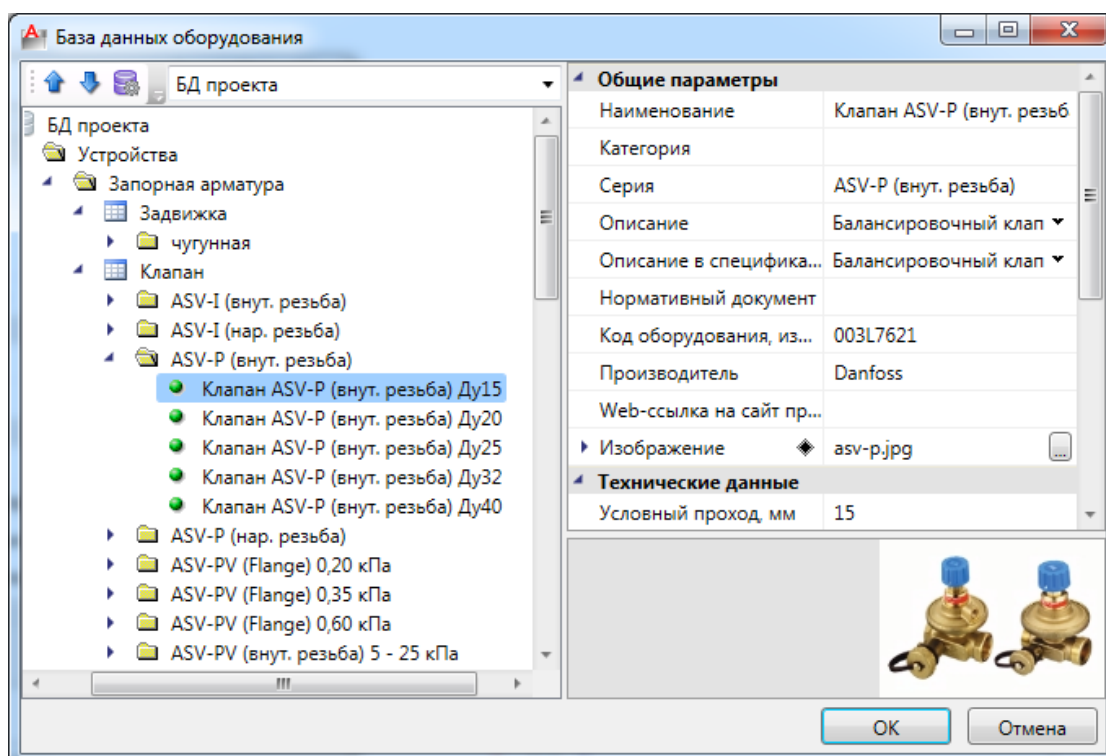 База данных оборудования
БД проекта
БД проекта
Устройства
Запорная арматура
Задвижка
чугунная
Клапан
ASV-I (внут. резьба)
ASV-I (нар. резьба)
ASV-P (внут. резьба)
Клапан ASV-P (внут. резьба) Ду15
Клапан ASV-P (внут. резьба) Ду20
Клапан ASV-P (внут. резьба) Ду25
Клапан ASV-P (внут. резьба) Ду32
Клапан ASV-P (внут. резьба) Ду40
ASV-P (нар. резьба)
ASV-PV (Flange) 0,20 кПа
ASV-PV (Flange) 0,35 кПа
ASV-PV (Flange) 0,60 кПа
ASV-PV (внут. резьба) 5 - 25 кПа
Общие параметры
Наименование Клапан ASV-P (внут. резьб
Категория
Серия ASV-P (внут. резьба)
Описание Балансировочный клап
Описание в специфика... Балансировочный клап
Нормативный документ
Код оборудования, из... 003L7621
Производитель Danfoss
Web-ссылка на сайт пр...
Изображение asv-p.jpg ...
Технические данные
Условный проход, мм 15
ОК Отмена